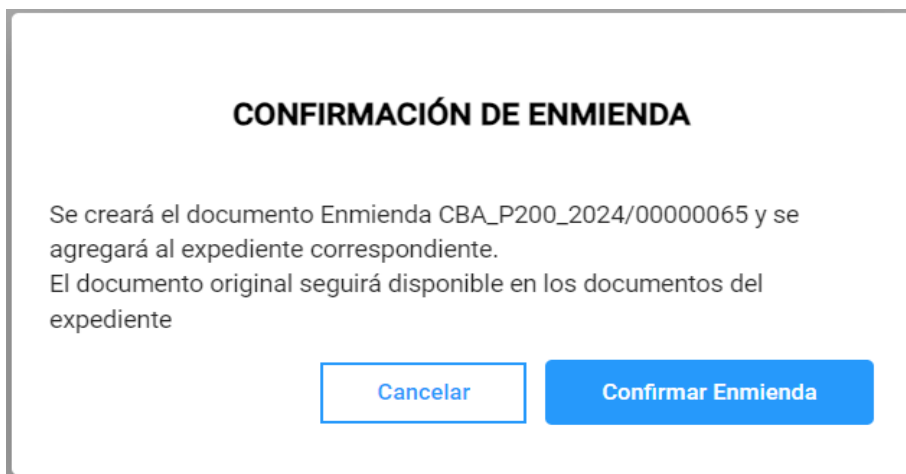 CONFIRMACIÓN DE ENMIENDA
Se creará el documento Enmienda CBA_P200_2024/00000065 y se
agregará al expediente correspondiente.
El documento original seguirá disponible en los documentos del
expediente
Cancelar
Confirmar Enmienda